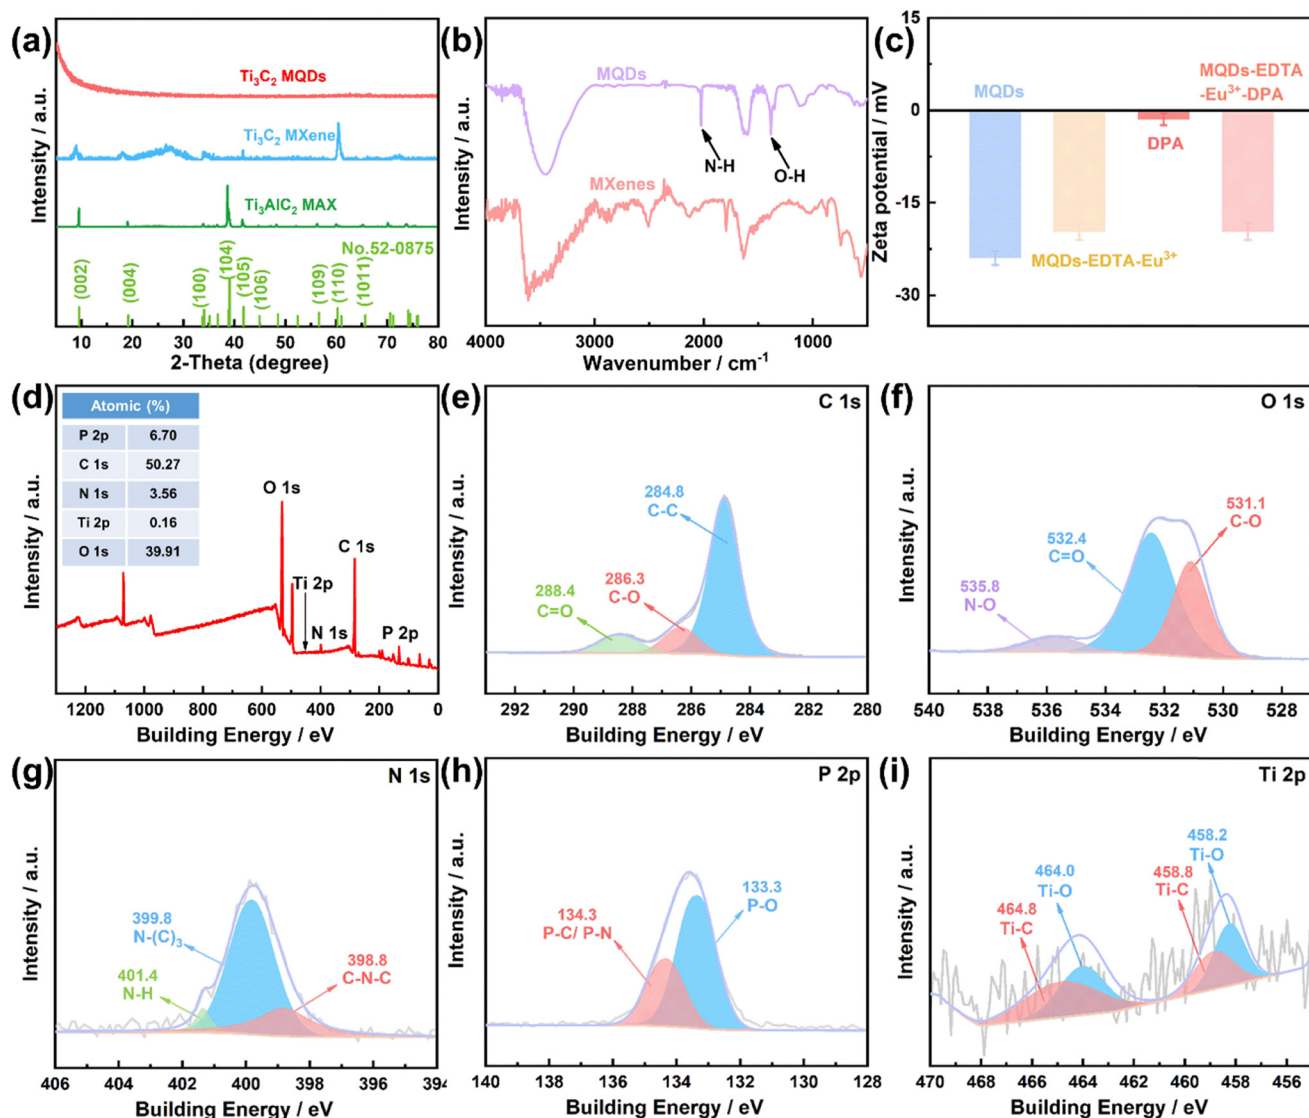 (a)
Ti₃C₂ MQDs
Ti₃C₂ MXene
Ti₃AlC₂ MAX
No.52-0875
(002)
(004)
(100)
(104)
(105)
(106)
(109)
(110)
(1011)
Intensity / a.u.
10 20 30 40 50 60 70 80
2-Theta (degree)
(b)
MQDs
N-H
O-H
MXenes
Intensity / a.u.
4000 3000 2000 1000
Wavenumber / cm⁻¹
(c)
MQDs
MQDs-EDTA
-Eu³⁺-DPA
DPA
MQDs-EDTA-Eu³⁺
Zeta potential / mV
15
0
-15
-30
(d)
Atomic (%)
P 2p 6.70
C 1s 50.27
N 1s 3.56
Ti 2p 0.16
O 1s 39.91
O 1s
C 1s
Ti 2p
N 1s
P 2p
Intensity / a.u.
1200 1000 800 600 400 200 0
Building Energy / eV
(e)
C 1s
284.8
C-C
286.3
C-O
288.4
C=O
Intensity / a.u.
292 290 288 286 284 282 280
Building Energy / eV
(f)
O 1s
531.1
C-O
532.4
C=O
535.8
N-O
Intensity / a.u.
540 538 536 534 532 530 528
Building Energy / eV
(g)
N 1s
399.8
N-(C)₃
401.4
N-H
398.8
C-N-C
Intensity / a.u.
406 404 402 400 398 396 394
Building Energy / eV
(h)
P 2p
133.3
P-O
134.3
P-C/ P-N
Intensity / a.u.
140 138 136 134 132 130 128
Building Energy / eV
(i)
Ti 2p
458.2
Ti-O
458.8
Ti-C
464.0
Ti-O
464.8
Ti-C
Intensity / a.u.
470 468 466 464 462 460 458 456
Building Energy / eV